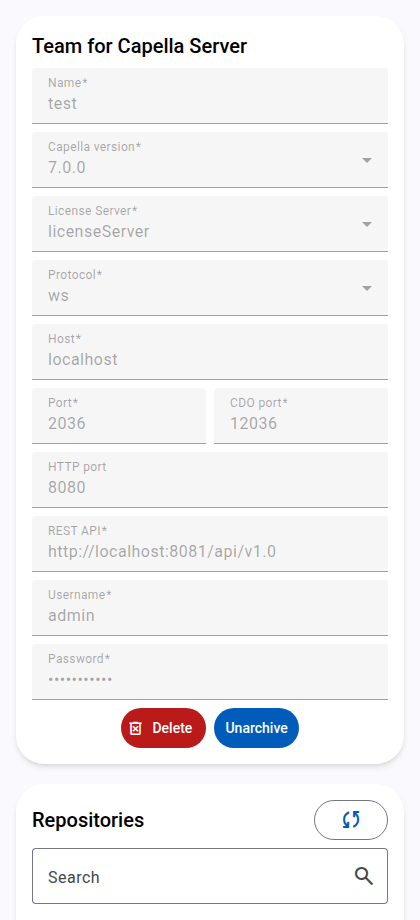 Team for Capella Server
Name*
test
Capella version*
7.0.0
License Server*
licenseServer
Protocol*
ws
Host*
localhost
Port*
2036
CDO port*
12036
HTTP port
8080
REST API*
http://localhost:8081/api/v1.0
Username*
admin
Password*
•••••••••••
Delete
Unarchive
Repositories
Search